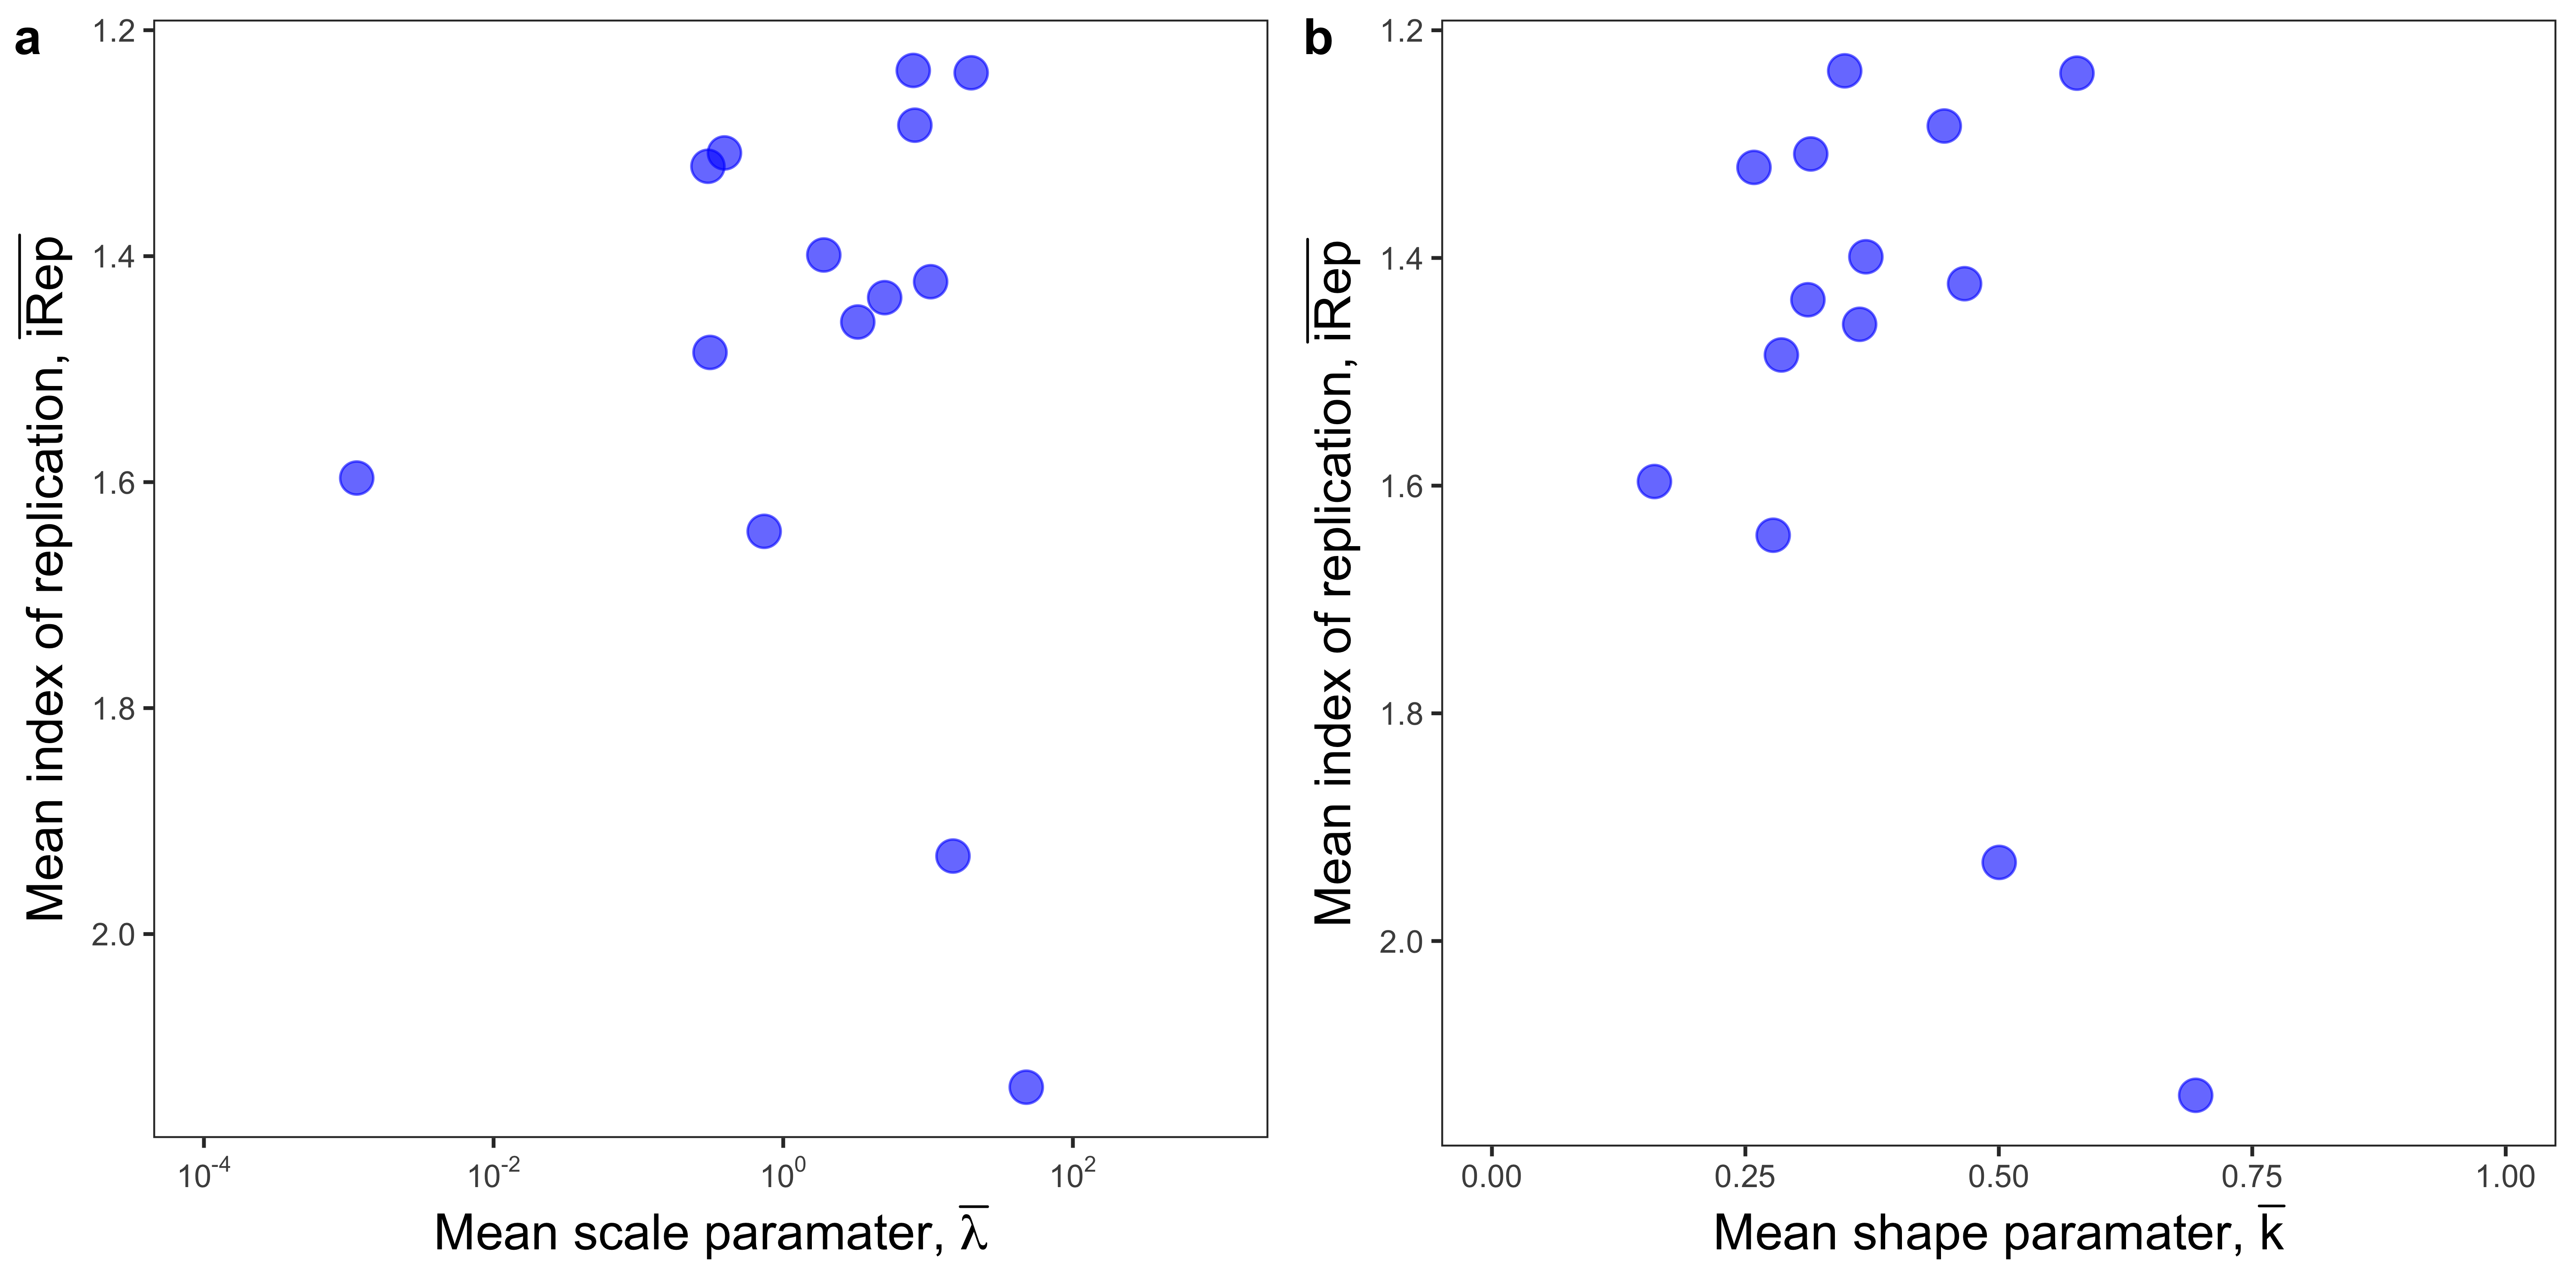 a
1.2
1.4
1.6
1.8
2.0
Mean index of replication, iRep
10⁻⁴ 10⁻² 10⁰ 10²
Mean scale paramater, λ̅
b
1.2
1.4
1.6
1.8
2.0
Mean index of replication, iRep
0.00 0.25 0.50 0.75 1.00
Mean shape paramater, k̅